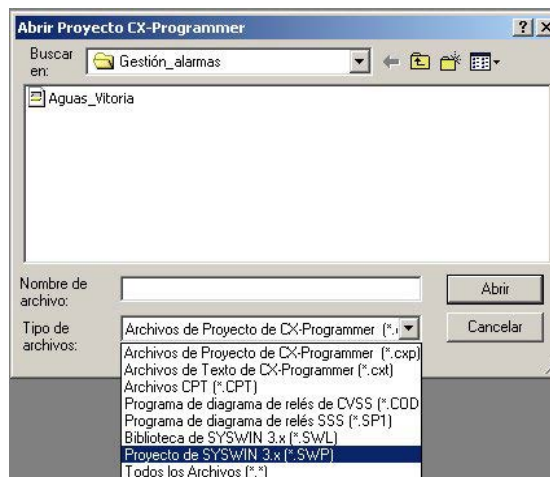 Abrir Proyecto CX-Programmer
Buscar en:
Gestión_alarmas
Aguas_Vitoria
Nombre de archivo:
Abrir
Tipo de archivos:
Archivos de Proyecto de CX-Programmer (*.
Cancelar
Archivos de Proyecto de CX-Programmer (*.cxp)
Archivos de Texto de CX-Programmer (*.cxt)
Archivos CPT (*.CPT)
Programa de diagrama de relés de CVSS (*.COD
Programa de diagrama de relés SSS (*.SP1)
Biblioteca de SYSWIN 3.x (*.SWL)
Proyecto de SYSWIN 3.x (*.SWP)
Todos los Archivos (*.*)